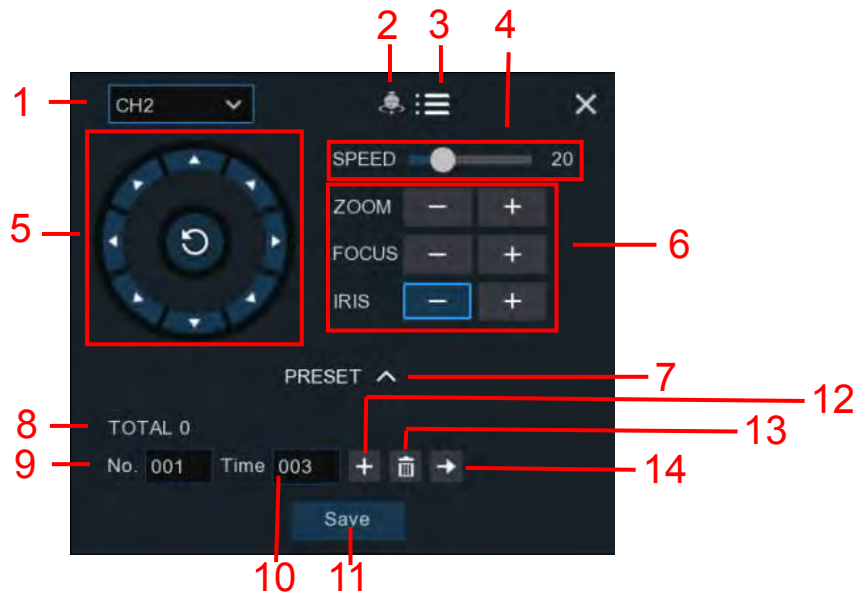 2 3 4
1 CH2
SPEED 20
ZOOM - +
5 FOCUS - + 6
IRIS - +
PRESET 7
12
8 TOTAL 0
13
9 No. 001 Time 003 +
14
Save
10 11